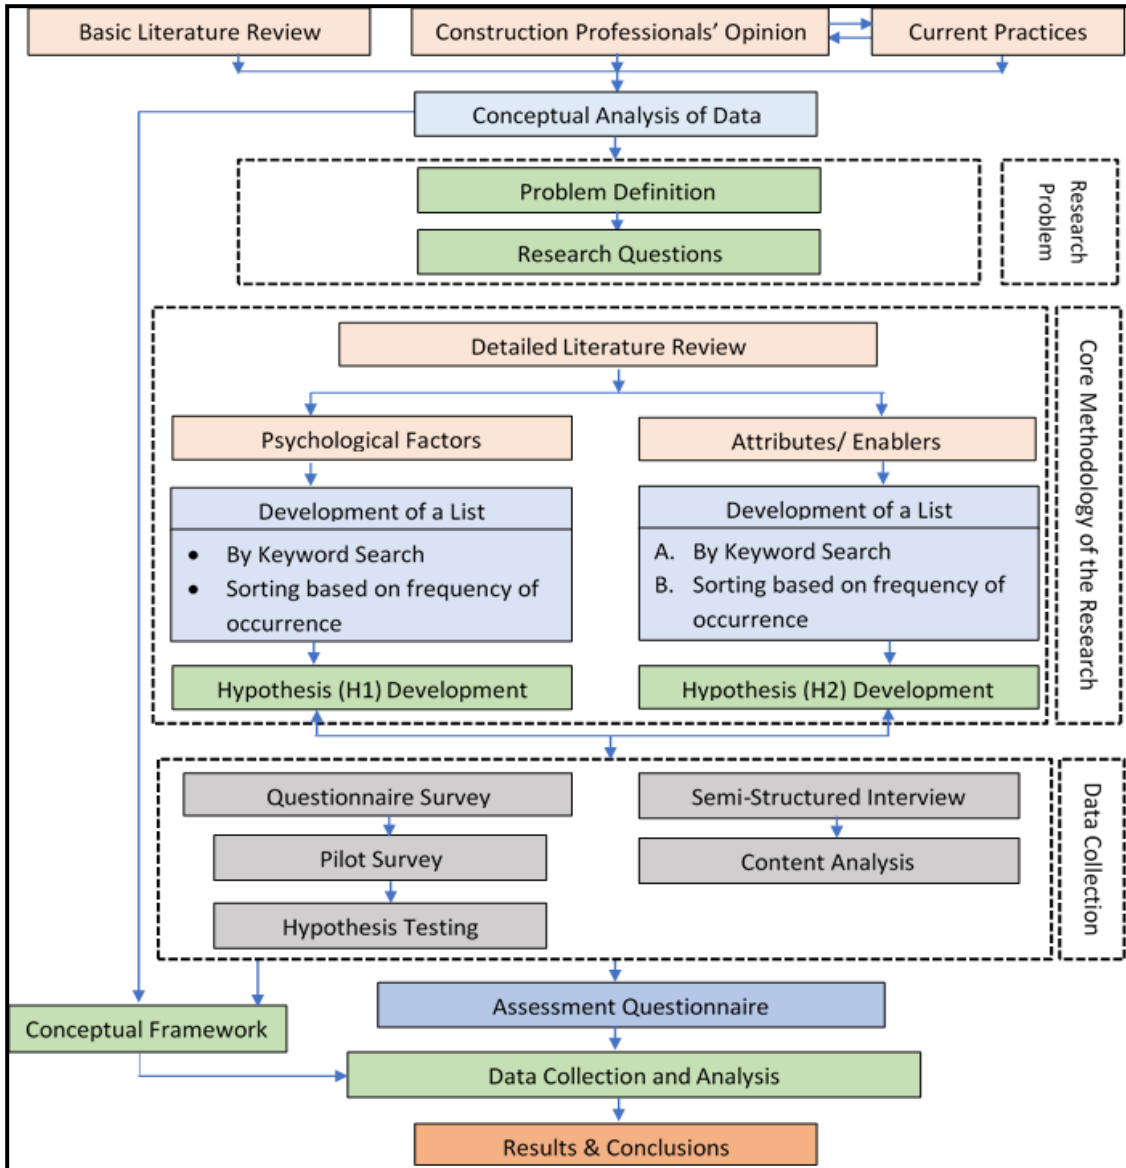 Basic Literature Review
Construction Professionals’ Opinion
Current Practices
Conceptual Analysis of Data
Problem Definition
Research Questions
Research
Problem
Detailed Literature Review
Psychological Factors
Attributes/ Enablers
Development of a List
• By Keyword Search
• Sorting based on frequency of
occurrence
Development of a List
A. By Keyword Search
B. Sorting based on frequency of
occurrence
Hypothesis (H1) Development
Hypothesis (H2) Development
Core Methodology of the Research
Questionnaire Survey
Pilot Survey
Hypothesis Testing
Semi-Structured Interview
Content Analysis
Data Collection
Assessment Questionnaire
Conceptual Framework
Data Collection and Analysis
Results & Conclusions